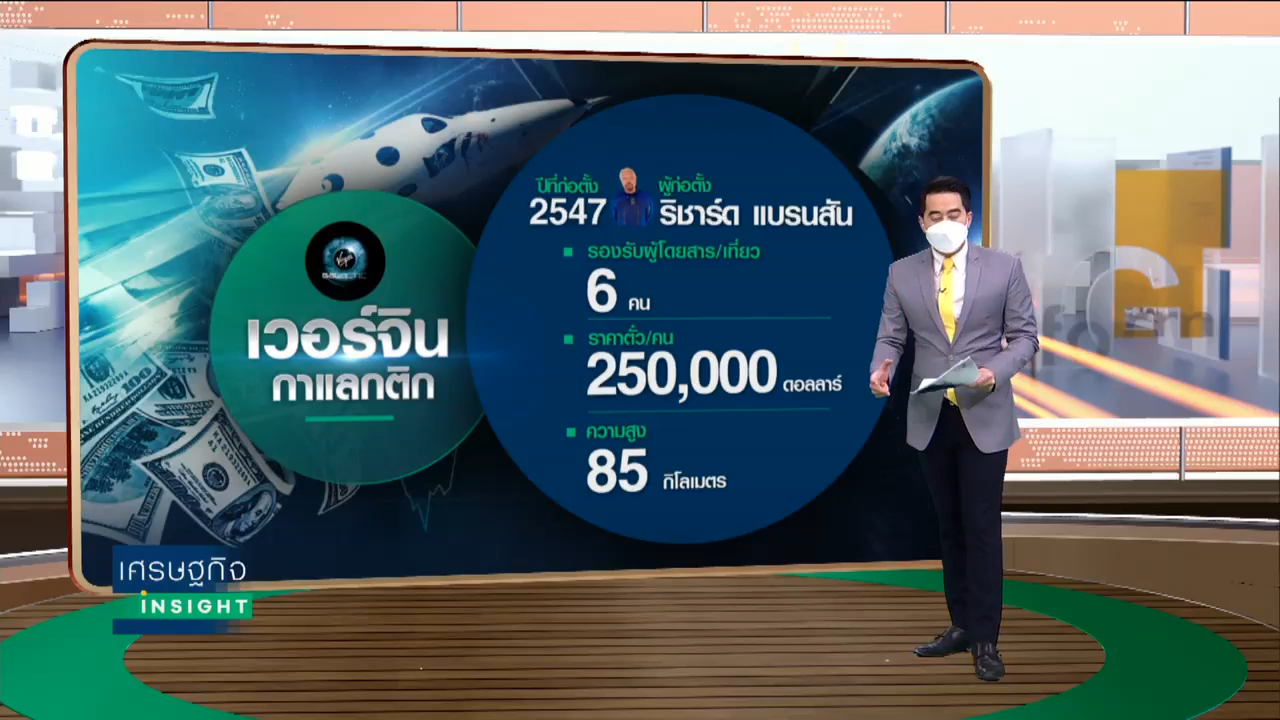 เวอร์จิน
กาแลกติก
ปีที่ก่อตั้ง
2547
ผู้ก่อตั้ง
ริชาร์ด แบรนสัน
รองรับผู้โดยสาร/เที่ยว
6 คน
ราคาตั๋ว/คน
250,000 ดอลลาร์
ความสูง
85 กิโลเมตร
เศรษฐกิจ
INSIGHT
100